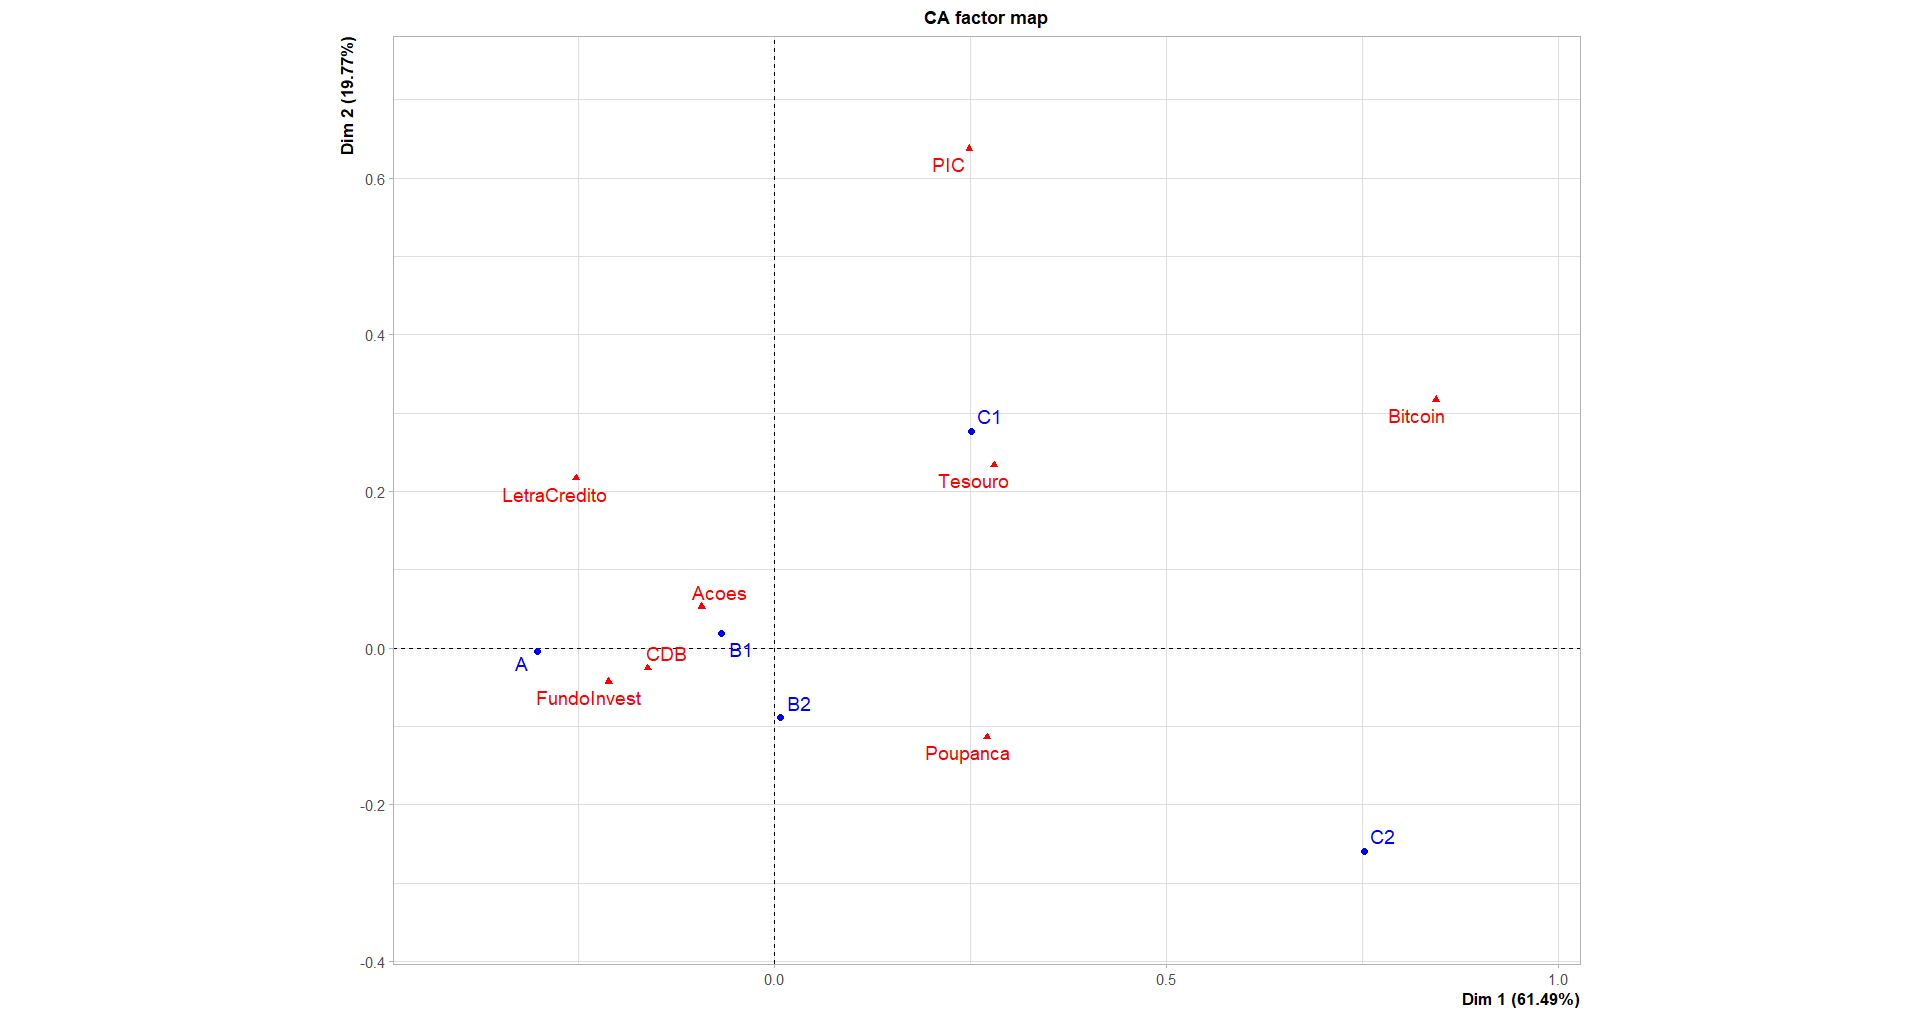 CA factor map
Dim 2 (19.77%)
PIC
0.6
0.4
C1
Bitcoin
Tesouro
0.2
LetraCredito
Acoes
0.0
B1
CDB
A
FundoInvest
B2
Poupanca
-0.2
C2
-0.4
0.0
0.5
1.0
Dim 1 (61.49%)